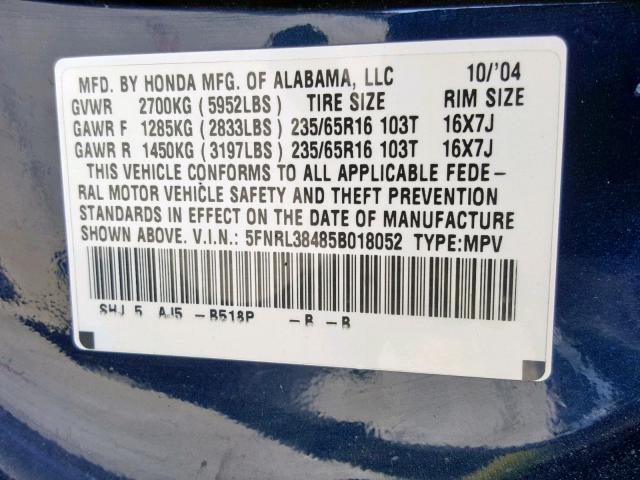 MFD. BY HONDA MFG. OF ALABAMA, LLC 10/'04
GVWR 2700KG (5952LBS) TIRE SIZE RIM SIZE
GAWR F 1285KG (2833LBS) 235/65R16 103T 16X7J
GAWR R 1450KG (3197LBS) 235/65R16 103T 16X7J
THIS VEHICLE CONFORMS TO ALL APPLICABLE FEDE-
RAL MOTOR VEHICLE SAFETY AND THEFT PREVENTION
STANDARDS IN EFFECT ON THE DATE OF MANUFACTURE
SHOWN ABOVE. V.I.N.: 5FNRL38485B018052 TYPE:MPV
SHJ 5 AJ5 -B518P -B -B